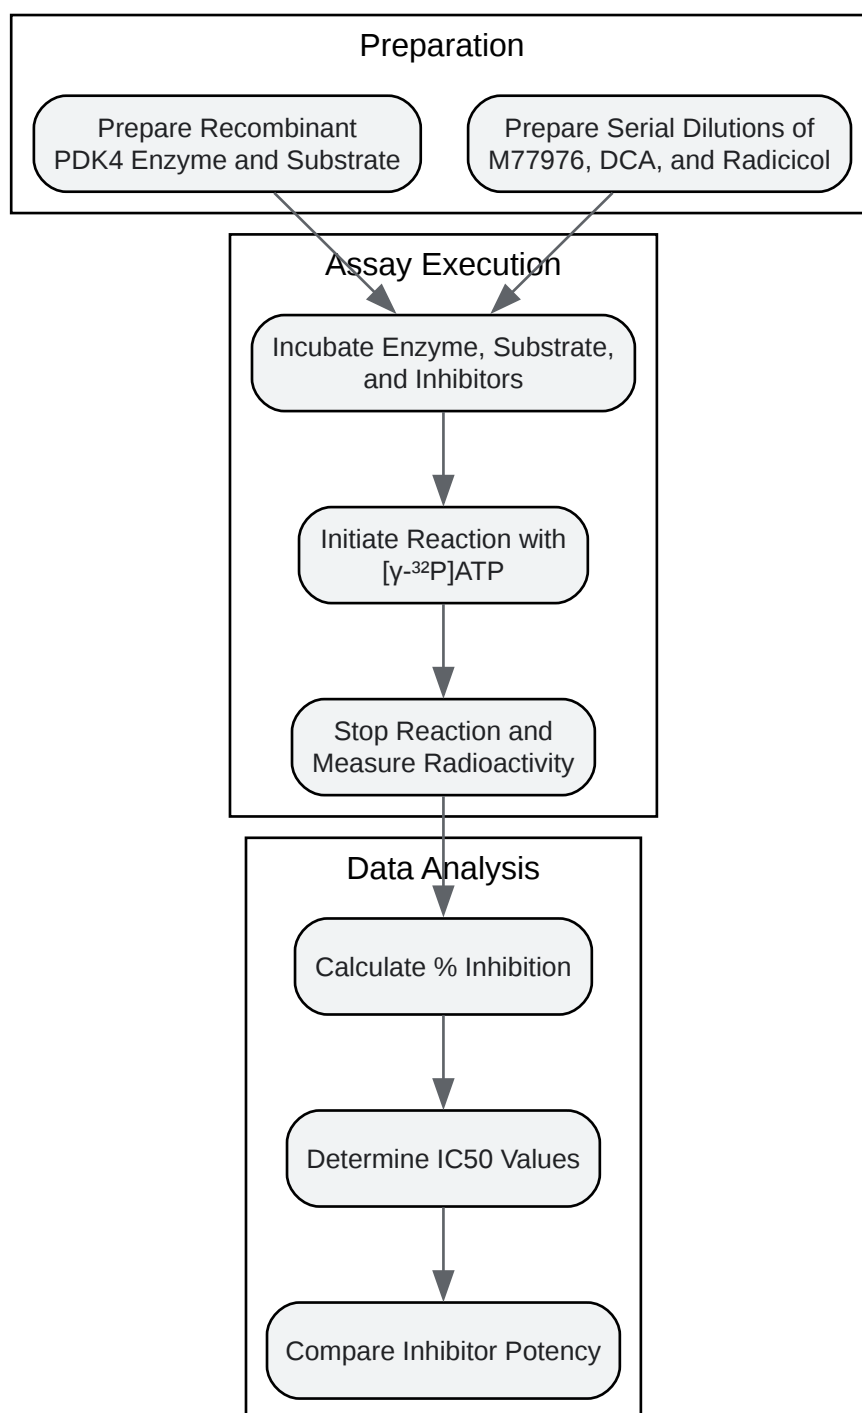 Preparation
Prepare Recombinant
PDK4 Enzyme and Substrate
Prepare Serial Dilutions of
M77976, DCA, and Radicicol
Assay Execution
Incubate Enzyme, Substrate,
and Inhibitors
Initiate Reaction with
[γ-³²P]ATP
Stop Reaction and
Measure Radioactivity
Data Analysis
Calculate % Inhibition
Determine IC50 Values
Compare Inhibitor Potency